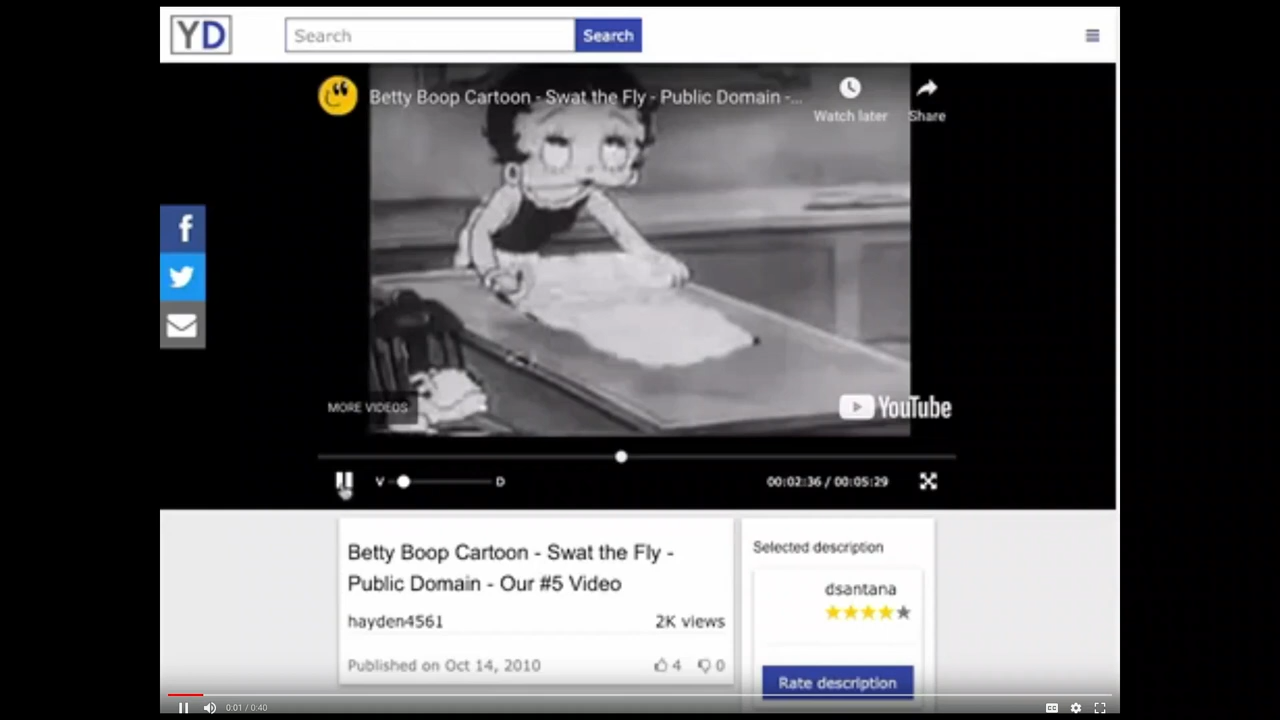 YD
Search
Search
Betty Boop Cartoon - Swat the Fly - Public Domain -...
Watch later
Share
MORE VIDEOS
YouTube
V
D
00:02:36 / 00:05:29
Betty Boop Cartoon - Swat the Fly -
Public Domain - Our #5 Video
hayden4561
2K views
Published on Oct 14, 2010
4
0
Selected description
dsantana
Rate description
0:01 / 0:40
CC